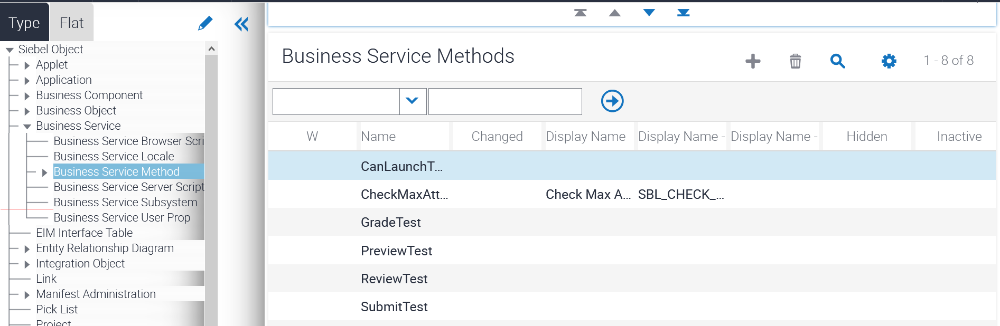 Type Flat
Siebel Object
Applet
Application
Business Component
Business Object
Business Service
Business Service Browser Scri
Business Service Locale
Business Service Method
Business Service Server Script
Business Service Subsystem
Business Service User Prop
EIM Interface Table
Entity Relationship Diagram
Integration Object
Link
Manifest Administration
Pick List
Project
Business Service Methods
1 - 8 of 8
W Name Changed Display Name Display Name - Display Name - Hidden Inactive
CanLaunchT...
CheckMaxAtt... Check Max A... SBL_CHECK_...
GradeTest
PreviewTest
ReviewTest
SubmitTest